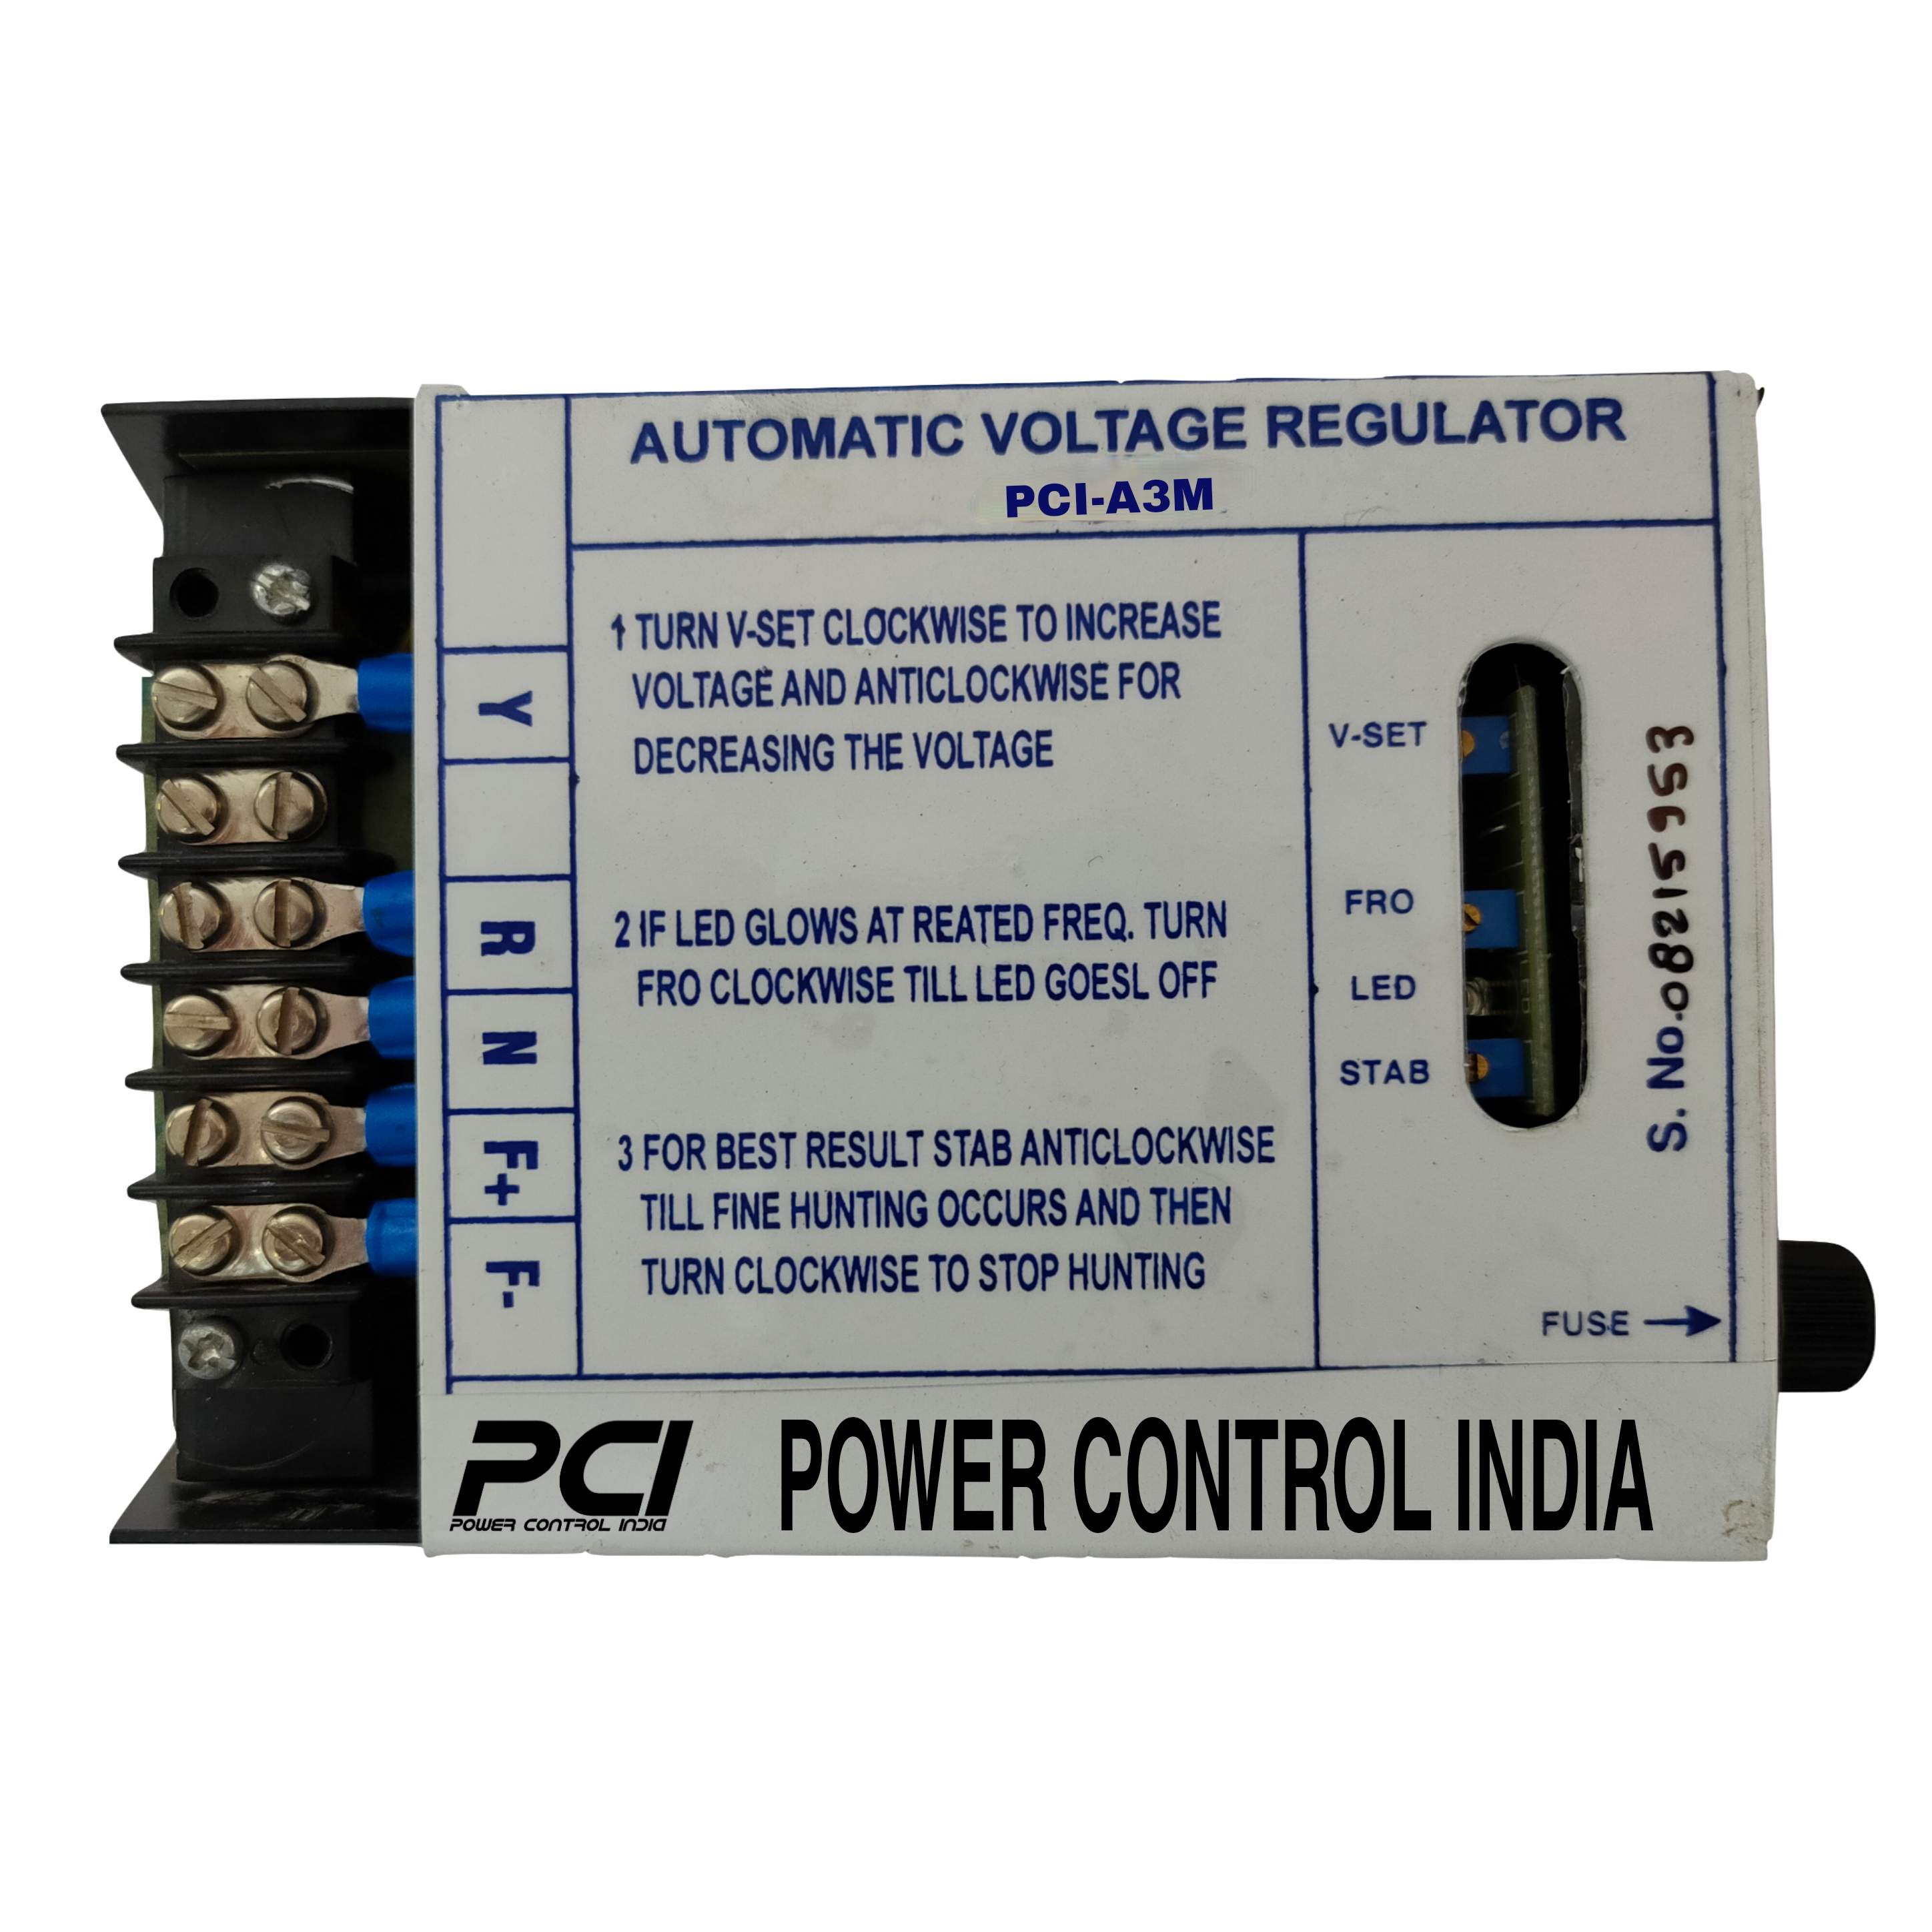 AUTOMATIC VOLTAGE REGULATOR
PCI-A3M
1 TURN V-SET CLOCKWISE TO INCREASE
VOLTAGE AND ANTICLOCKWISE FOR
DECREASING THE VOLTAGE
2 IF LED GLOWS AT REATED FREQ. TURN
FRO CLOCKWISE TILL LED GOESL OFF
3 FOR BEST RESULT STAB ANTICLOCKWISE
TILL FINE HUNTING OCCURS AND THEN
TURN CLOCKWISE TO STOP HUNTING
Y
R
N
F+
F-
V-SET
FRO
LED
STAB
S. No. 08215953
FUSE →
PCI
POWER CONTROL INDIA
POWER CONTROL INDIA